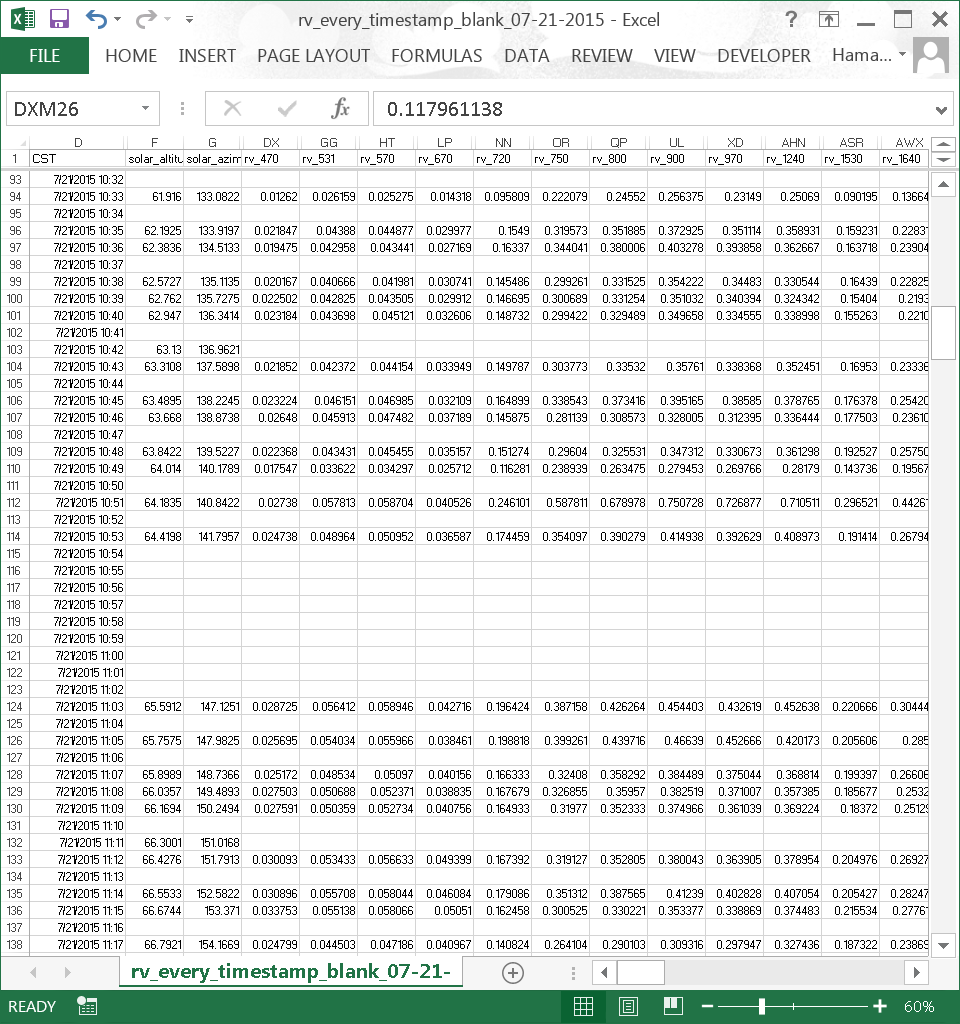 rv_every_timestamp_blank_07-21-2015 - Excel
FILE HOME INSERT PAGE LAYOUT FORMULAS DATA REVIEW VIEW DEVELOPER Hama...
DXM26 fx 0.117961138
D F G DX GG HT LP NN OR QP UL XD AHN ASR AWX
1 CST solar_altitu solar_azim rv_470 rv_531 rv_570 rv_670 rv_720 rv_750 rv_800 rv_900 rv_970 rv_1240 rv_1530 rv_1640
93 7/21/2015 10:32
94 7/21/2015 10:33 61.916 133.0822 0.01262 0.026159 0.025275 0.014318 0.095809 0.222079 0.24552 0.256375 0.23149 0.25069 0.090195 0.13664
95 7/21/2015 10:34
96 7/21/2015 10:35 62.1925 133.9197 0.021847 0.04388 0.044877 0.029977 0.1549 0.319573 0.351885 0.372925 0.351114 0.358931 0.159231 0.22831
97 7/21/2015 10:36 62.3836 134.5133 0.019475 0.042958 0.043441 0.027169 0.16337 0.344041 0.380006 0.403278 0.393858 0.362667 0.163718 0.23904
98 7/21/2015 10:37
99 7/21/2015 10:38 62.5727 135.1135 0.020167 0.040666 0.041981 0.030741 0.145486 0.299261 0.331525 0.354222 0.34483 0.330544 0.16439 0.22825
100 7/21/2015 10:39 62.762 135.7275 0.022502 0.042825 0.043505 0.029912 0.146695 0.300689 0.331254 0.351032 0.340394 0.324342 0.15404 0.2193
101 7/21/2015 10:40 62.947 136.3414 0.023184 0.043698 0.045121 0.032606 0.148732 0.299422 0.329489 0.349658 0.334555 0.338998 0.155263 0.2210
102 7/21/2015 10:41
103 7/21/2015 10:42 63.13 136.9621
104 7/21/2015 10:43 63.3108 137.5898 0.021852 0.042372 0.044154 0.033949 0.149787 0.303773 0.33532 0.35761 0.338368 0.352451 0.16953 0.23336
105 7/21/2015 10:44
106 7/21/2015 10:45 63.4895 138.2245 0.023224 0.046151 0.046985 0.032109 0.164899 0.338543 0.373416 0.395165 0.38585 0.378765 0.176378 0.25420
107 7/21/2015 10:46 63.668 138.8738 0.02648 0.045913 0.047482 0.037189 0.145875 0.281139 0.308573 0.328005 0.312395 0.336444 0.177503 0.23610
108 7/21/2015 10:47
109 7/21/2015 10:48 63.8422 139.5227 0.022368 0.043431 0.045455 0.035157 0.151274 0.29604 0.325531 0.347312 0.330673 0.361298 0.192527 0.25750
110 7/21/2015 10:49 64.014 140.1789 0.017547 0.033622 0.034297 0.025712 0.116281 0.238939 0.263475 0.279453 0.269766 0.28179 0.143736 0.19567
111 7/21/2015 10:50
112 7/21/2015 10:51 64.1835 140.8422 0.02738 0.057813 0.058704 0.040526 0.246101 0.587811 0.678978 0.750728 0.726877 0.710511 0.296521 0.4426
113 7/21/2015 10:52
114 7/21/2015 10:53 64.4198 141.7957 0.024738 0.048964 0.050952 0.036587 0.174459 0.354097 0.390279 0.414938 0.392629 0.408973 0.191414 0.26794
115 7/21/2015 10:54
116 7/21/2015 10:55
117 7/21/2015 10:56
118 7/21/2015 10:57
119 7/21/2015 10:58
120 7/21/2015 10:59
121 7/21/2015 11:00
122 7/21/2015 11:01
123 7/21/2015 11:02
124 7/21/2015 11:03 65.5912 147.1251 0.028725 0.056412 0.058946 0.042716 0.196424 0.387158 0.426264 0.454403 0.432619 0.452638 0.220666 0.30444
125 7/21/2015 11:04
126 7/21/2015 11:05 65.7575 147.9825 0.025695 0.054034 0.055966 0.038461 0.198818 0.399261 0.439716 0.46639 0.452666 0.420173 0.205606 0.285
127 7/21/2015 11:06
128 7/21/2015 11:07 65.8989 148.7366 0.025172 0.048534 0.05097 0.040156 0.166333 0.32408 0.358292 0.384489 0.375044 0.368814 0.199397 0.26606
129 7/21/2015 11:08 66.0357 149.4893 0.027503 0.050688 0.052371 0.038835 0.167679 0.326855 0.35957 0.382519 0.371007 0.357385 0.185677 0.2532
130 7/21/2015 11:09 66.1694 150.2494 0.027591 0.050359 0.052734 0.040756 0.164933 0.31977 0.352333 0.374966 0.361039 0.369224 0.18372 0.25129
131 7/21/2015 11:10
132 7/21/2015 11:11 66.3001 151.0168
133 7/21/2015 11:12 66.4276 151.7913 0.030093 0.053433 0.056633 0.049399 0.167392 0.319127 0.352805 0.380043 0.363905 0.378954 0.204976 0.26927
134 7/21/2015 11:13
135 7/21/2015 11:14 66.5533 152.5822 0.030896 0.055708 0.058044 0.046084 0.179086 0.351312 0.387565 0.41239 0.402828 0.407054 0.205427 0.28247
136 7/21/2015 11:15 66.6744 153.371 0.033753 0.055138 0.058066 0.05051 0.162458 0.300525 0.330221 0.353377 0.338869 0.374483 0.215534 0.2776
137 7/21/2015 11:16
138 7/21/2015 11:17 66.7921 154.1669 0.024799 0.044503 0.047186 0.040967 0.140824 0.264104 0.290103 0.309316 0.297947 0.327436 0.187322 0.23869
rv_every_timestamp_blank_07-21-
READY 60%